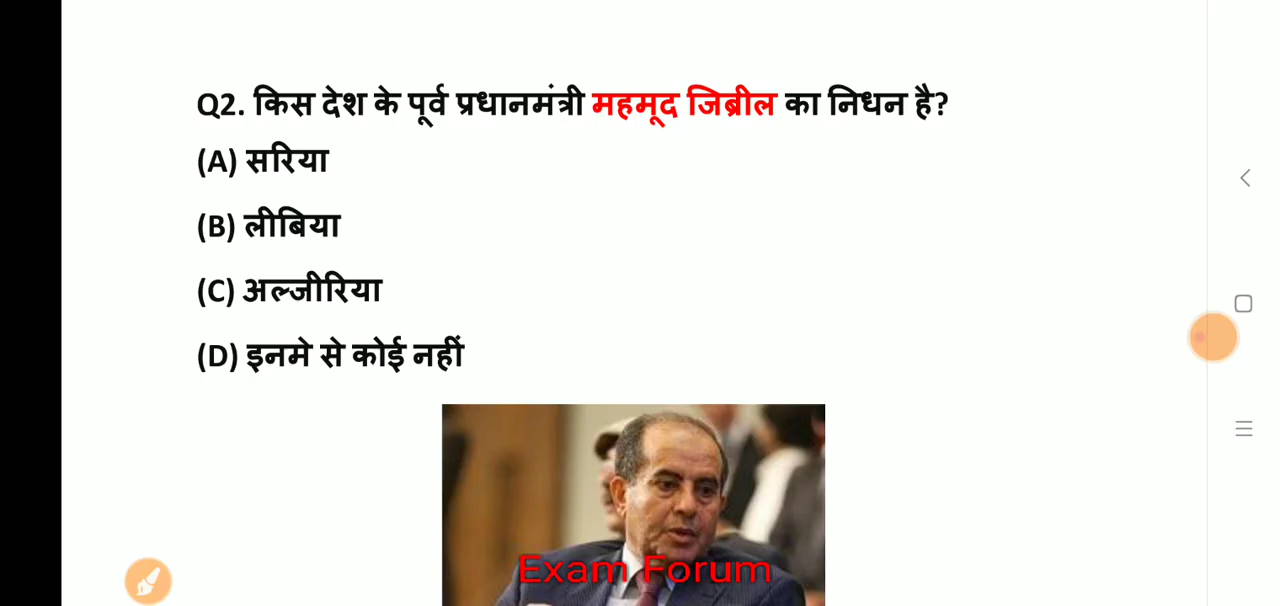 Q2. किस देश के पूर्व प्रधानमंत्री महमूद जिब्रील का निधन है?
(A) सरिया
(B) लीबिया
(C) अल्जीरिया
(D) इनमे से कोई नहीं
Exam Forum